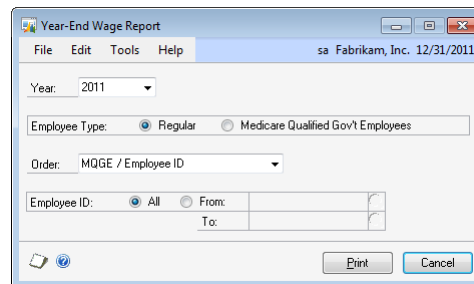 Year-End Wage Report
File Edit Tools Help sa Fabrikam, Inc. 12/31/2011
Year: 2011
Employee Type: Regular Medicare Qualified Gov't Employees
Order: MQGE / Employee ID
Employee ID: All From:
To:
Print Cancel